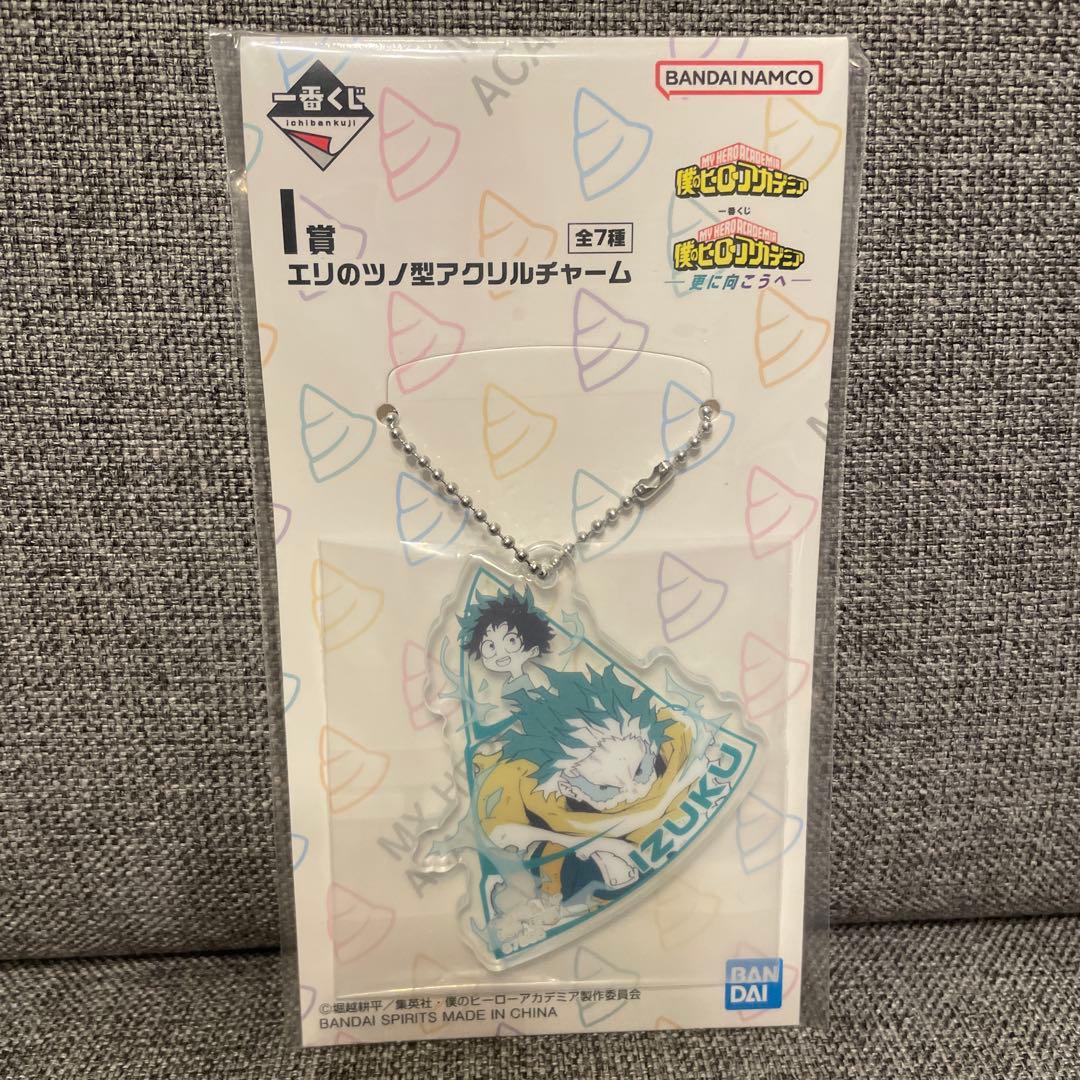 一番くじ
ichibankuji
BANDAI NAMCO
MY HERO ACADEMIA
僕のヒーローアカデミア
一番くじ
MY HERO ACADEMIA
僕のヒーローアカデミア
更に向こうへ
I賞
全7種
エリのツノ型アクリルチャーム
IZUKU
BAN
DAI
©堀越耕平／集英社・僕のヒーローアカデミア製作委員会
BANDAI SPIRITS MADE IN CHINA